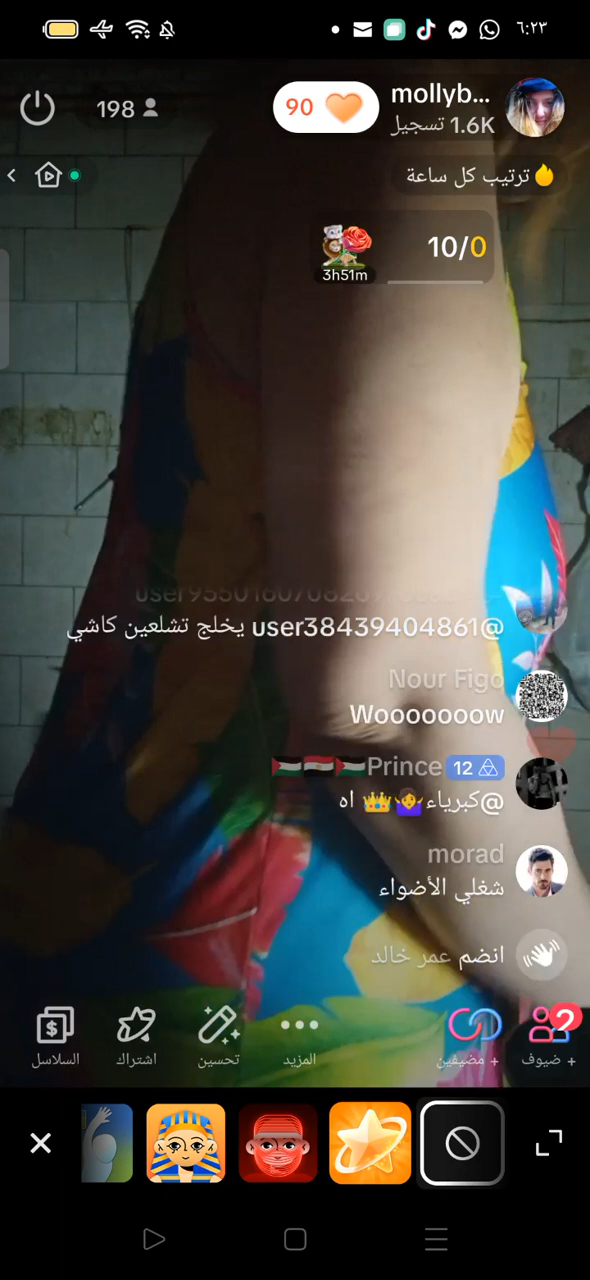 ٦:٢٣
mollyb...
1.6K تسجيل
90
198
ترتيب كل ساعة
10/0
3h51m
@user38439404861 يخلج تشلعين كاشي
Nour Figo
Wooooooow
Prince 12
@كبرياء اه
morad
شغلي الأضواء
انضم عمر خالد
+ ضيوف
2
+ مضيفين
المزيد
تحسين
اشتراك
السلاسل